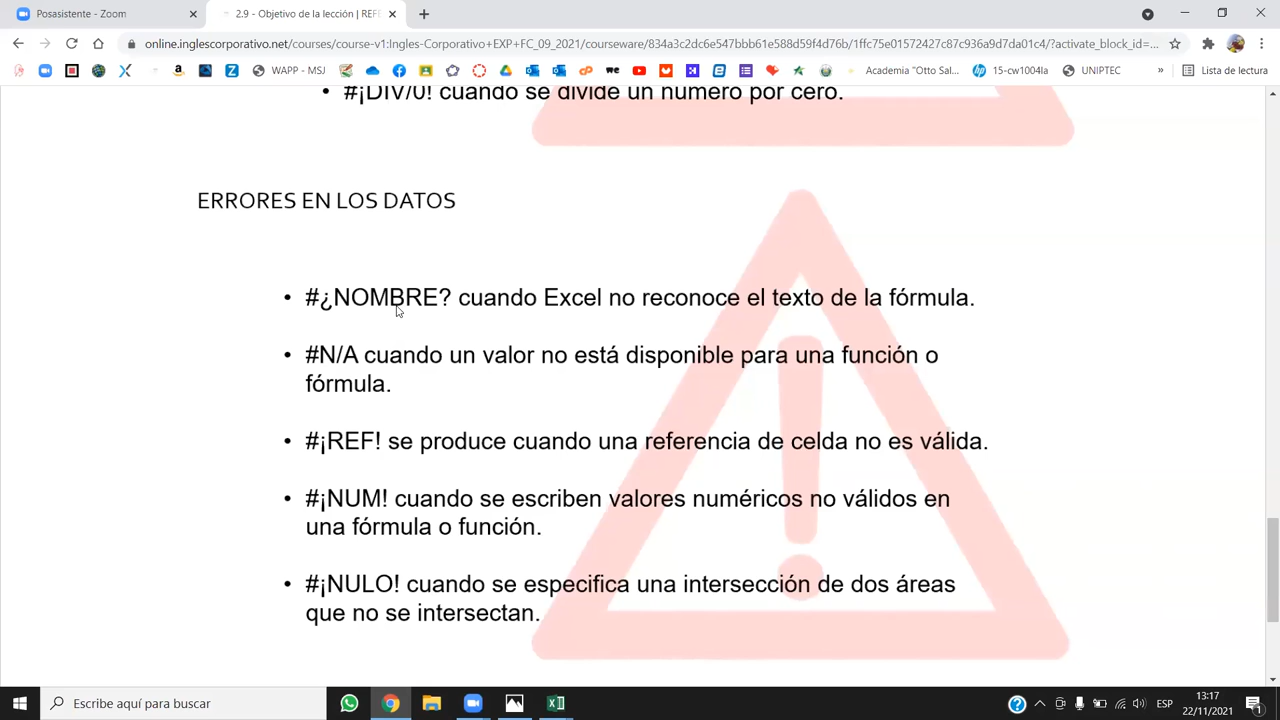 Posasistente - Zoom
2.9 - Objetivo de la lección | REF
online.inglescorporativo.net/courses/course-v1:Ingles-Corporativo+EXP+FC_09_2021/courseware/834a3c2dc6e547bbb61e588d59f4d76b/1ffc75e01572427c87c936a9d7da01c4/?activate_block_id=...
WAPP - MSJ
Academia "Otto Sal...
15-cw1004la
UNIPTEC
Lista de lectura
• #¡DIV/0! cuando se divide un número por cero.
ERRORES EN LOS DATOS
• #¿NOMBRE? cuando Excel no reconoce el texto de la fórmula.
• #N/A cuando un valor no está disponible para una función o
fórmula.
• #¡REF! se produce cuando una referencia de celda no es válida.
• #¡NUM! cuando se escriben valores numéricos no válidos en
una fórmula o función.
• #¡NULO! cuando se especifica una intersección de dos áreas
que no se intersectan.
Escribe aquí para buscar
ESP
13:17
22/11/2021